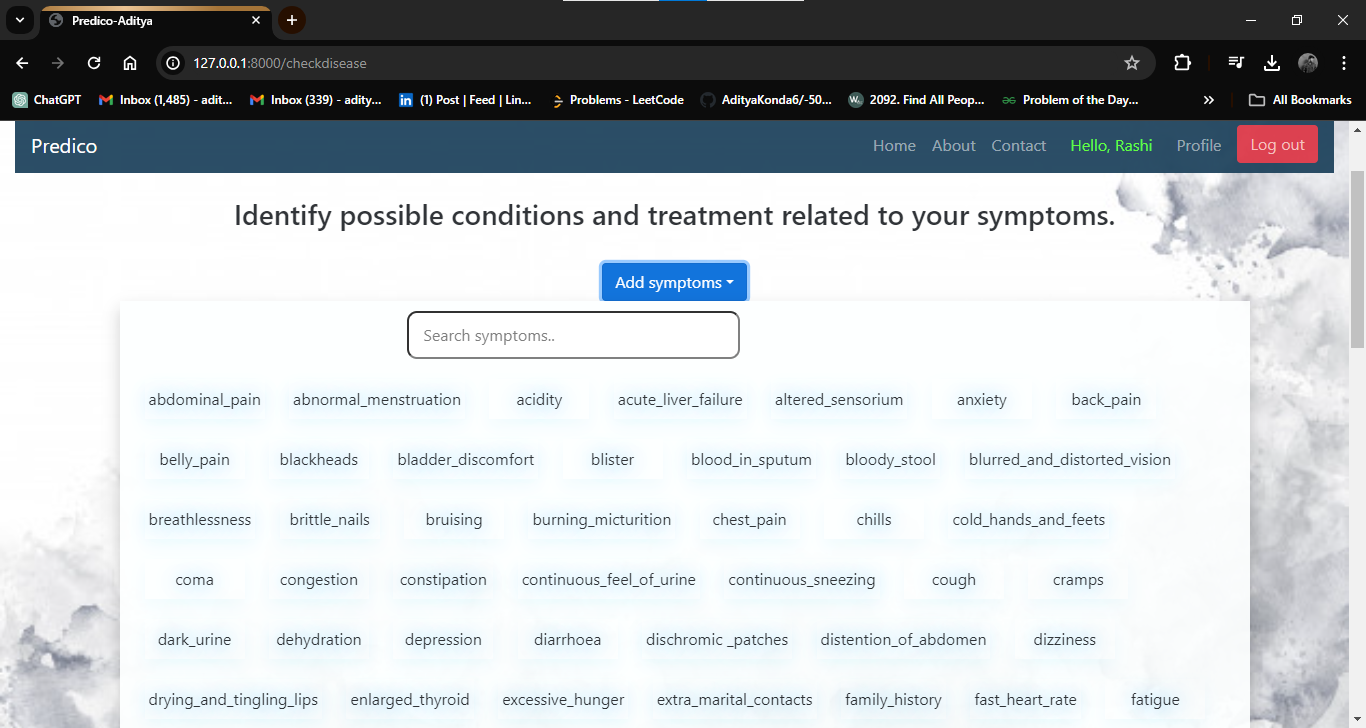 Predico-Aditya
127.0.0.1:8000/checkdisease
ChatGPT Inbox (1,485) - adit... Inbox (339) - adity... (1) Post | Feed | Lin... Problems - LeetCode AdityaKonda6/-50... 2092. Find All Peop... Problem of the Day... All Bookmarks
Predico Home About Contact Hello, Rashi Profile Log out
Identify possible conditions and treatment related to your symptoms.
Add symptoms
Search symptoms..
abdominal_pain abnormal_menstruation acidity acute_liver_failure altered_sensorium anxiety back_pain
belly_pain blackheads bladder_discomfort blister blood_in_sputum bloody_stool blurred_and_distorted_vision
breathlessness brittle_nails bruising burning_micturition chest_pain chills cold_hands_and_feets
coma congestion constipation continuous_feel_of_urine continuous_sneezing cough cramps
dark_urine dehydration depression diarrhoea dischromic _patches distention_of_abdomen dizziness
drying_and_tingling_lips enlarged_thyroid excessive_hunger extra_marital_contacts family_history fast_heart_rate fatigue